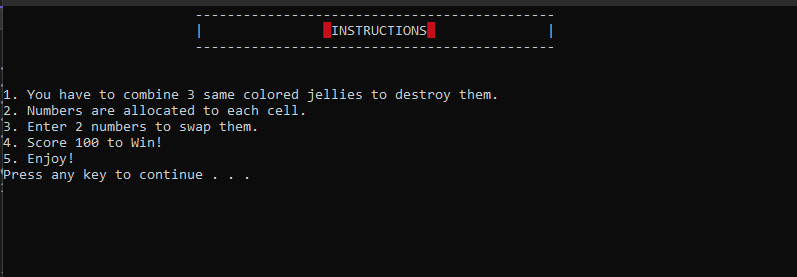 ---------------------------------------------
| INSTRUCTIONS |
---------------------------------------------
1. You have to combine 3 same colored jellies to destroy them.
2. Numbers are allocated to each cell.
3. Enter 2 numbers to swap them.
4. Score 100 to Win!
5. Enjoy!
Press any key to continue . . .